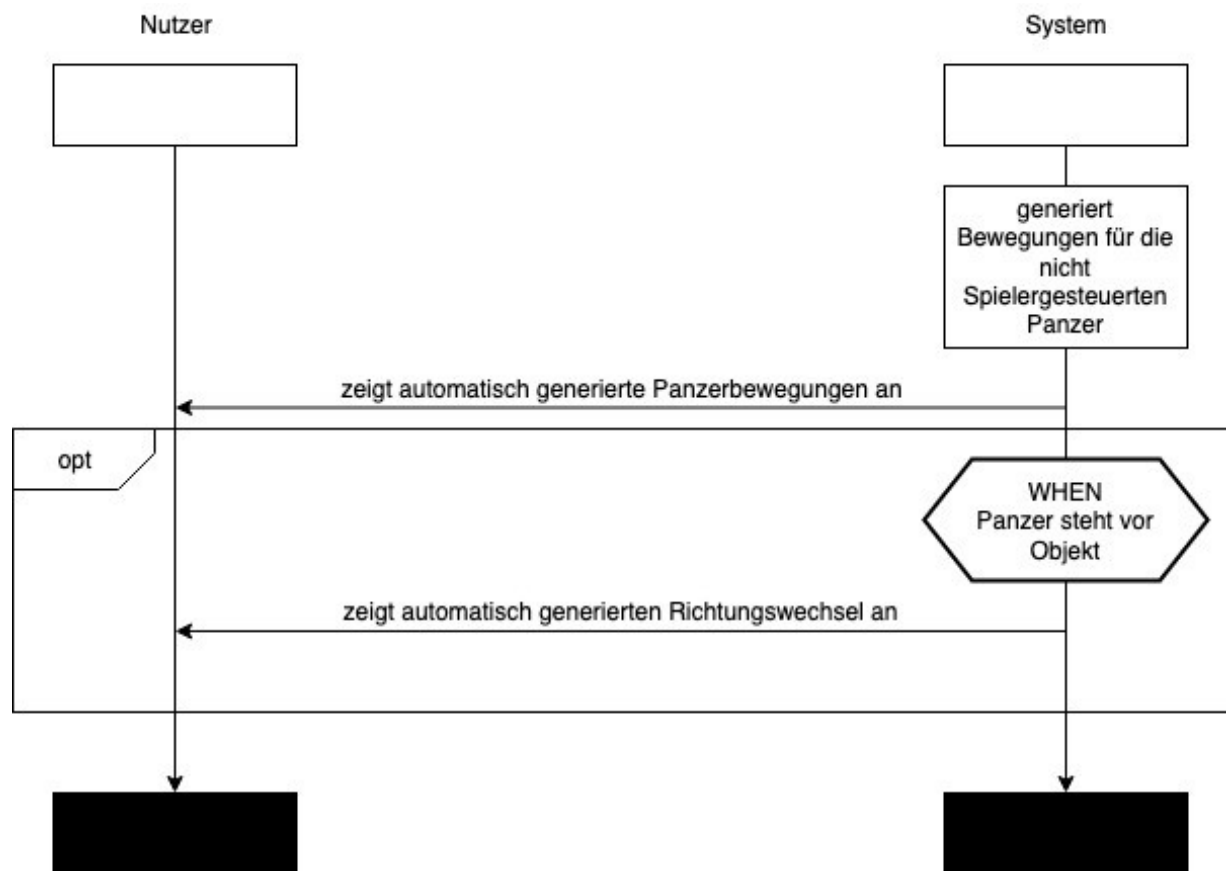 Nutzer
System
generiert
Bewegungen für die
nicht
Spielergesteuerten
Panzer
zeigt automatisch generierte Panzerbewegungen an
opt
WHEN
Panzer steht vor
Objekt
zeigt automatisch generierten Richtungswechsel an